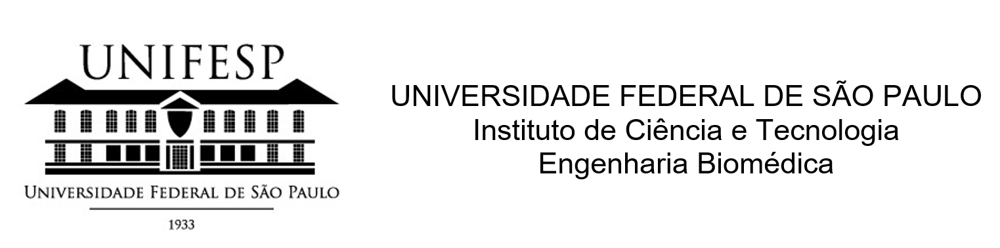 UNIFESP
UNIVERSIDADE FEDERAL DE SÃO PAULO
1933
UNIVERSIDADE FEDERAL DE SÃO PAULO
Instituto de Ciência e Tecnologia
Engenharia Biomédica